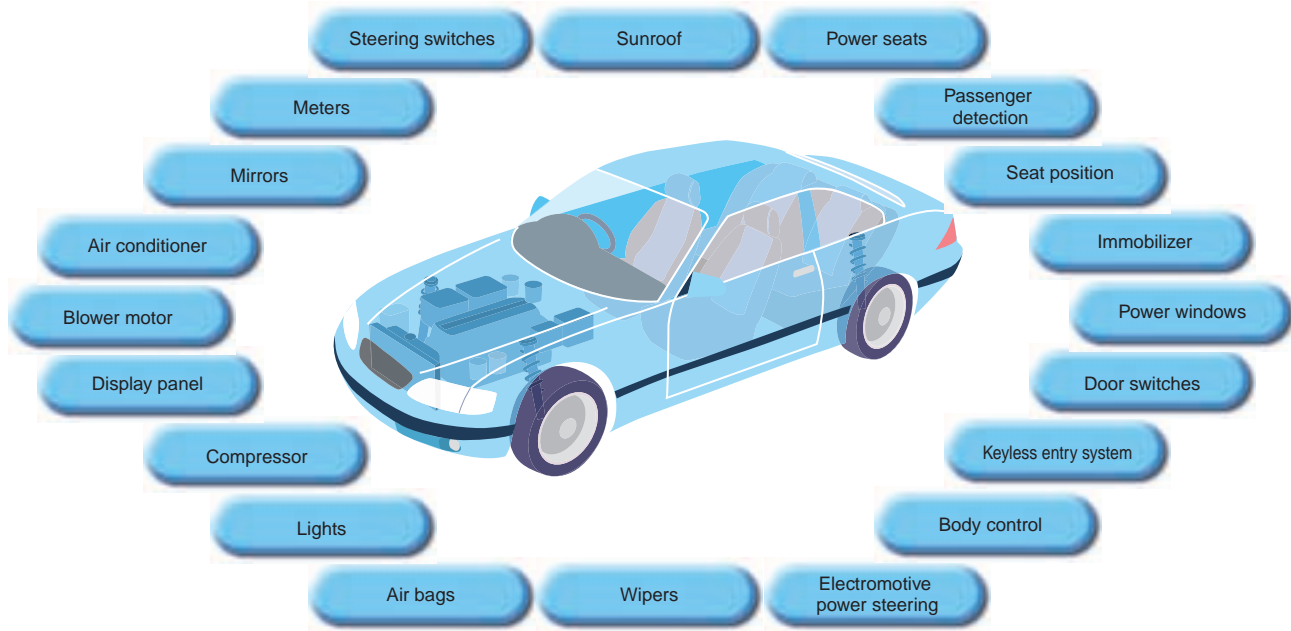 Steering switches
Sunroof
Power seats
Meters
Passenger
detection
Mirrors
Seat position
Air conditioner
Immobilizer
Blower motor
Power windows
Display panel
Door switches
Compressor
Keyless entry system
Lights
Body control
Air bags
Wipers
Electromotive
power steering